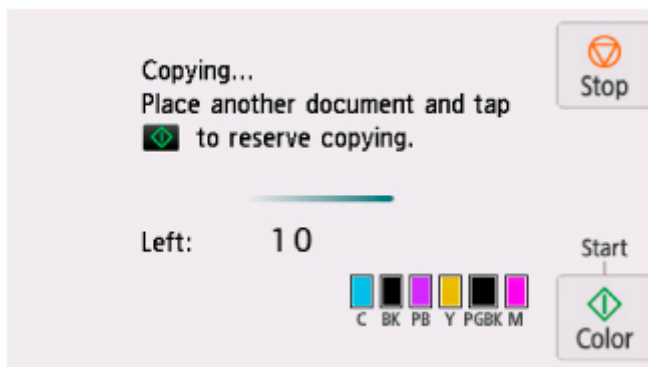 Copying...
Place another document and tap
to reserve copying.
Stop
Left: 10
Start
C BK PB Y PGBK M
Color